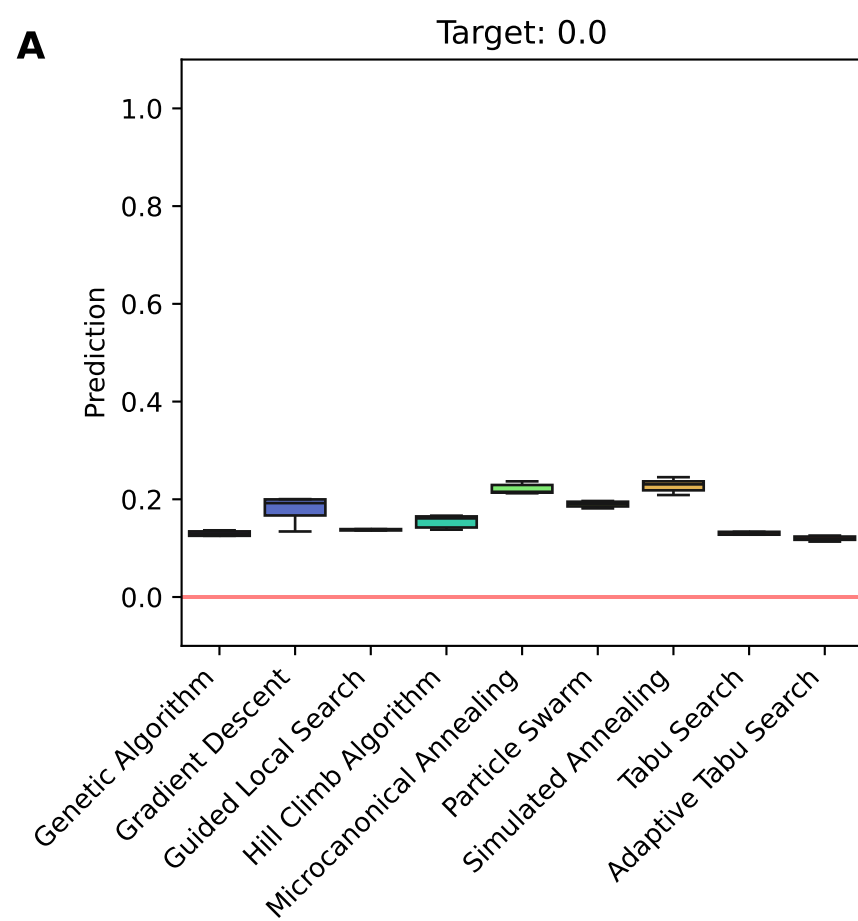 A
Target: 0.0
Prediction
1.0
0.8
0.6
0.4
0.2
0.0
Genetic Algorithm
Gradient Descent
Guided Local Search
Hill Climb Algorithm
Microcanonical Annealing
Particle Swarm
Simulated Annealing
Tabu Search
Adaptive Tabu Search